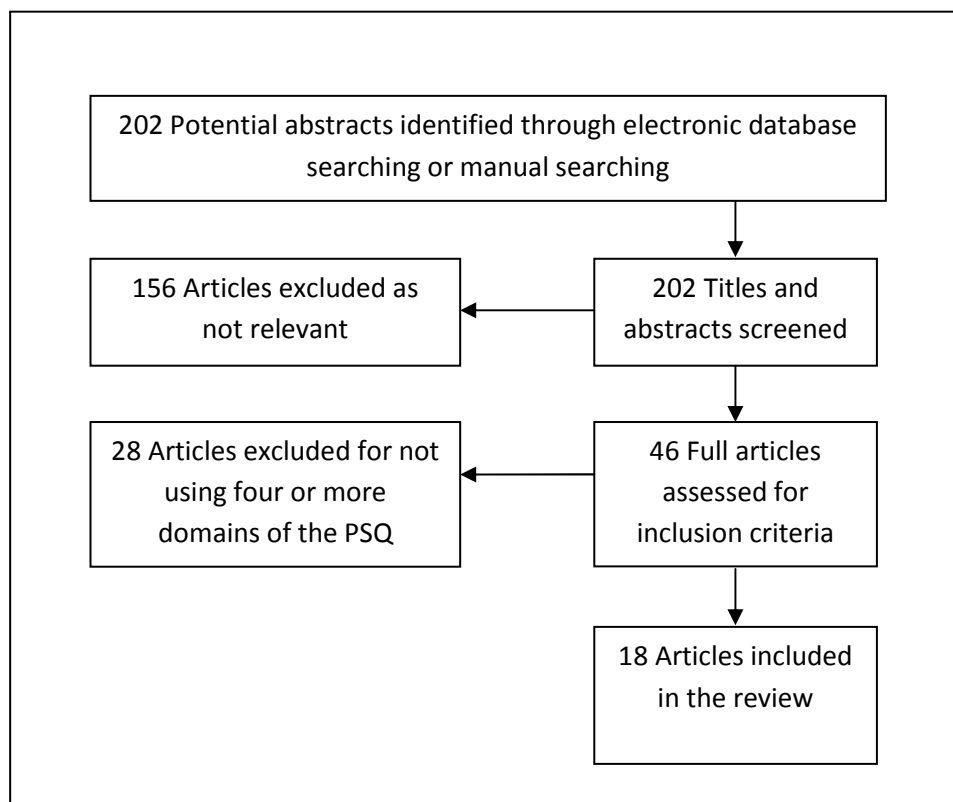 202 Potential abstracts identified through electronic database
searching or manual searching
156 Articles excluded as
not relevant
202 Titles and
abstracts screened
28 Articles excluded for not
using four or more
domains of the PSQ
46 Full articles
assessed for
inclusion criteria
18 Articles included
in the review